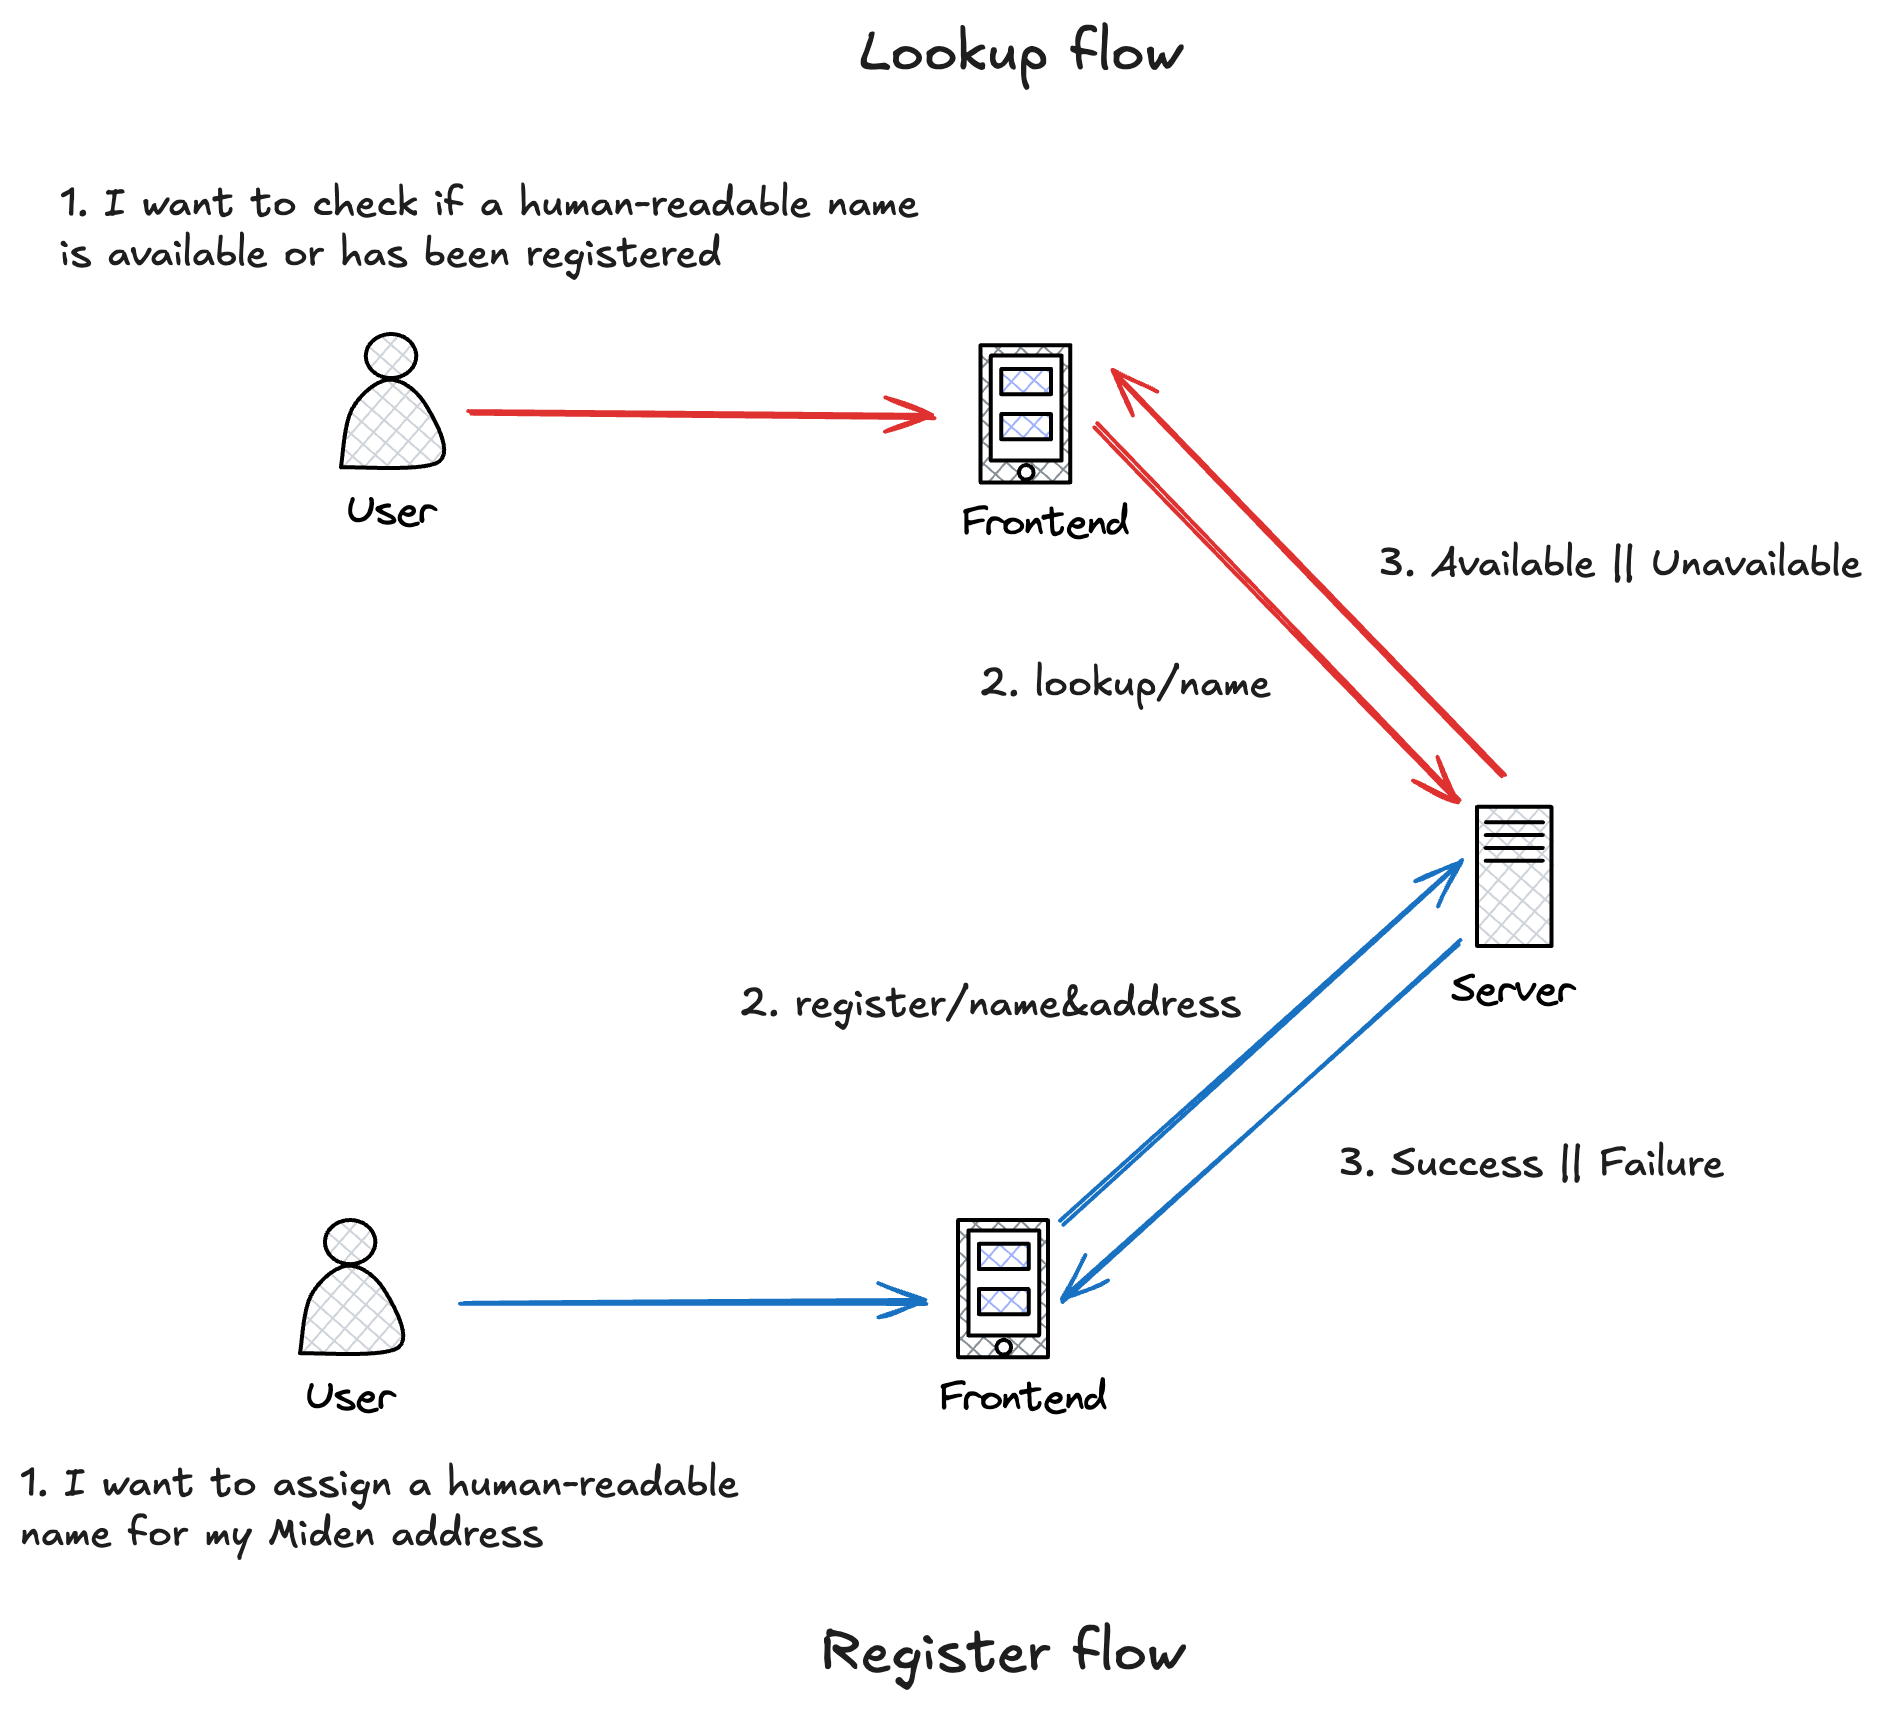 Lookup flow
1. I want to check if a human-readable name
is available or has been registered
User
Frontend
3. Available || Unavailable
2. lookup/name
Server
2. register/name&address
3. Success || Failure
User
Frontend
1. I want to assign a human-readable
name for my Miden address
Register flow